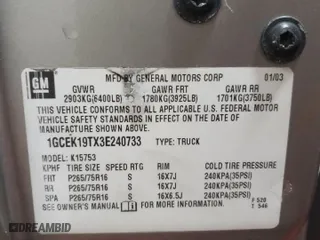 GM
MFD BY GENERAL MOTORS CORP 01/03
GVWR GAWR FRT GAWR RR
2903KG(6400LB) 1780KG(3925LB) 1701KG(3750LB)
THIS VEHICLE CONFORMS TO ALL APPLICABLE U.S.
FEDERAL MOTOR VEHICLE SAFETY STANDARDS IN
EFFECT ON THE DATE OF MANUFACTURE SHOWN ABOVE.
1GCEK19TX3E240733 TYPE: TRUCK
MODEL: K15753
KPHF TIRE SIZE SPEED RTG RIM COLD TIRE PRESSURE
FRT P265/75R16 S 16X7J 240KPA(35PSI)
RR P265/75R16 S 16X7J 240KPA(35PSI)
SPA P265/75R16 S 16X6.5J 240KPA(35PSI)
SEE OWNER'S MANUAL FOR MORE INFORMATION.
F 520
E 546
DREAMBID